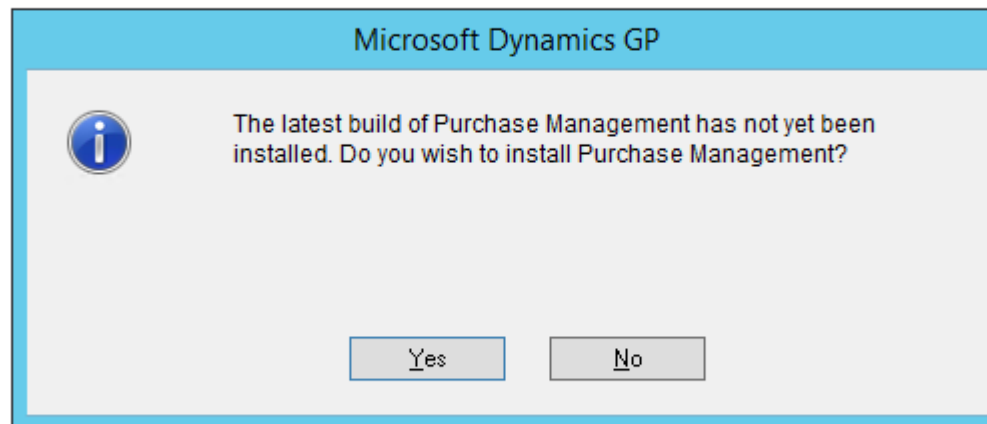 Microsoft Dynamics GP
The latest build of Purchase Management has not yet been
installed. Do you wish to install Purchase Management?
Yes
No